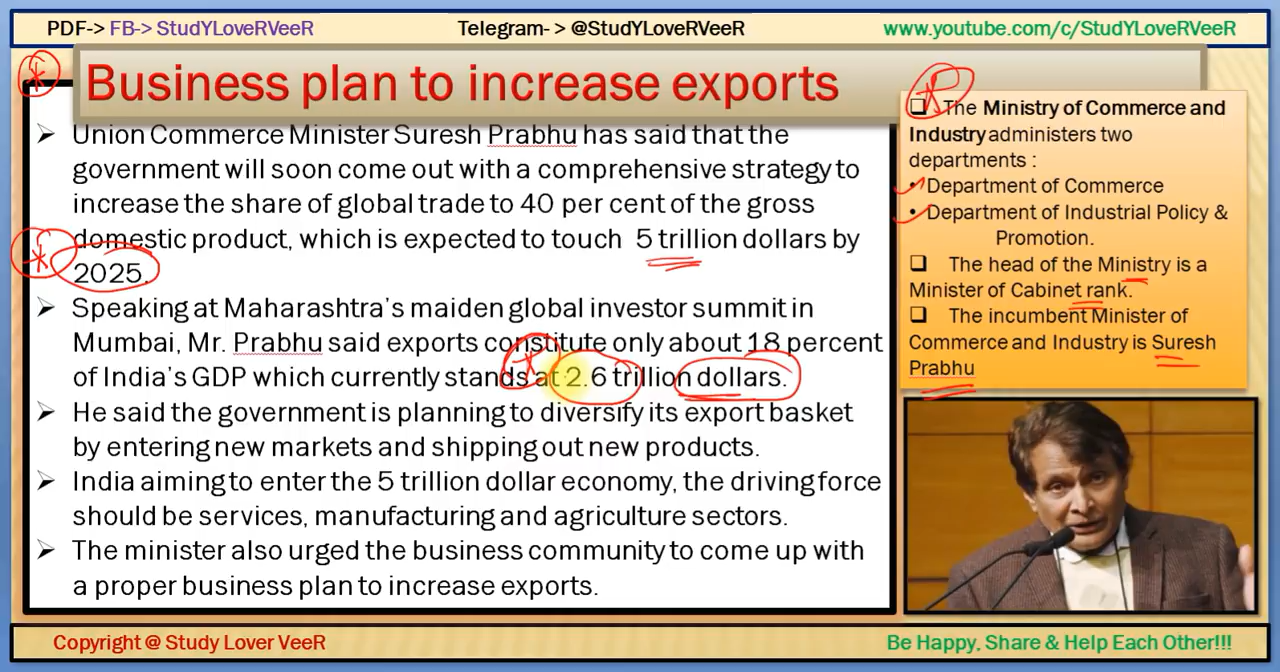 PDF-> FB-> StudYLoveRVeeR Telegram- > @StudYLoveRVeeR www.youtube.com/c/StudYLoveRVeeR
Business plan to increase exports
➢ Union Commerce Minister Suresh Prabhu has said that the
government will soon come out with a comprehensive strategy to
increase the share of global trade to 40 per cent of the gross
domestic product, which is expected to touch 5 trillion dollars by
2025.
➢ Speaking at Maharashtra's maiden global investor summit in
Mumbai, Mr. Prabhu said exports constitute only about 18 percent
of India's GDP which currently stands at 2.6 trillion dollars.
➢ He said the government is planning to diversify its export basket
by entering new markets and shipping out new products.
➢ India aiming to enter the 5 trillion dollar economy, the driving force
should be services, manufacturing and agriculture sectors.
➢ The minister also urged the business community to come up with
a proper business plan to increase exports.
❑ The Ministry of Commerce and
Industry administers two
departments :
• Department of Commerce
• Department of Industrial Policy &
Promotion.
❑ The head of the Ministry is a
Minister of Cabinet rank.
❑ The incumbent Minister of
Commerce and Industry is Suresh
Prabhu
Copyright @ Study Lover VeeR Be Happy, Share & Help Each Other!!!